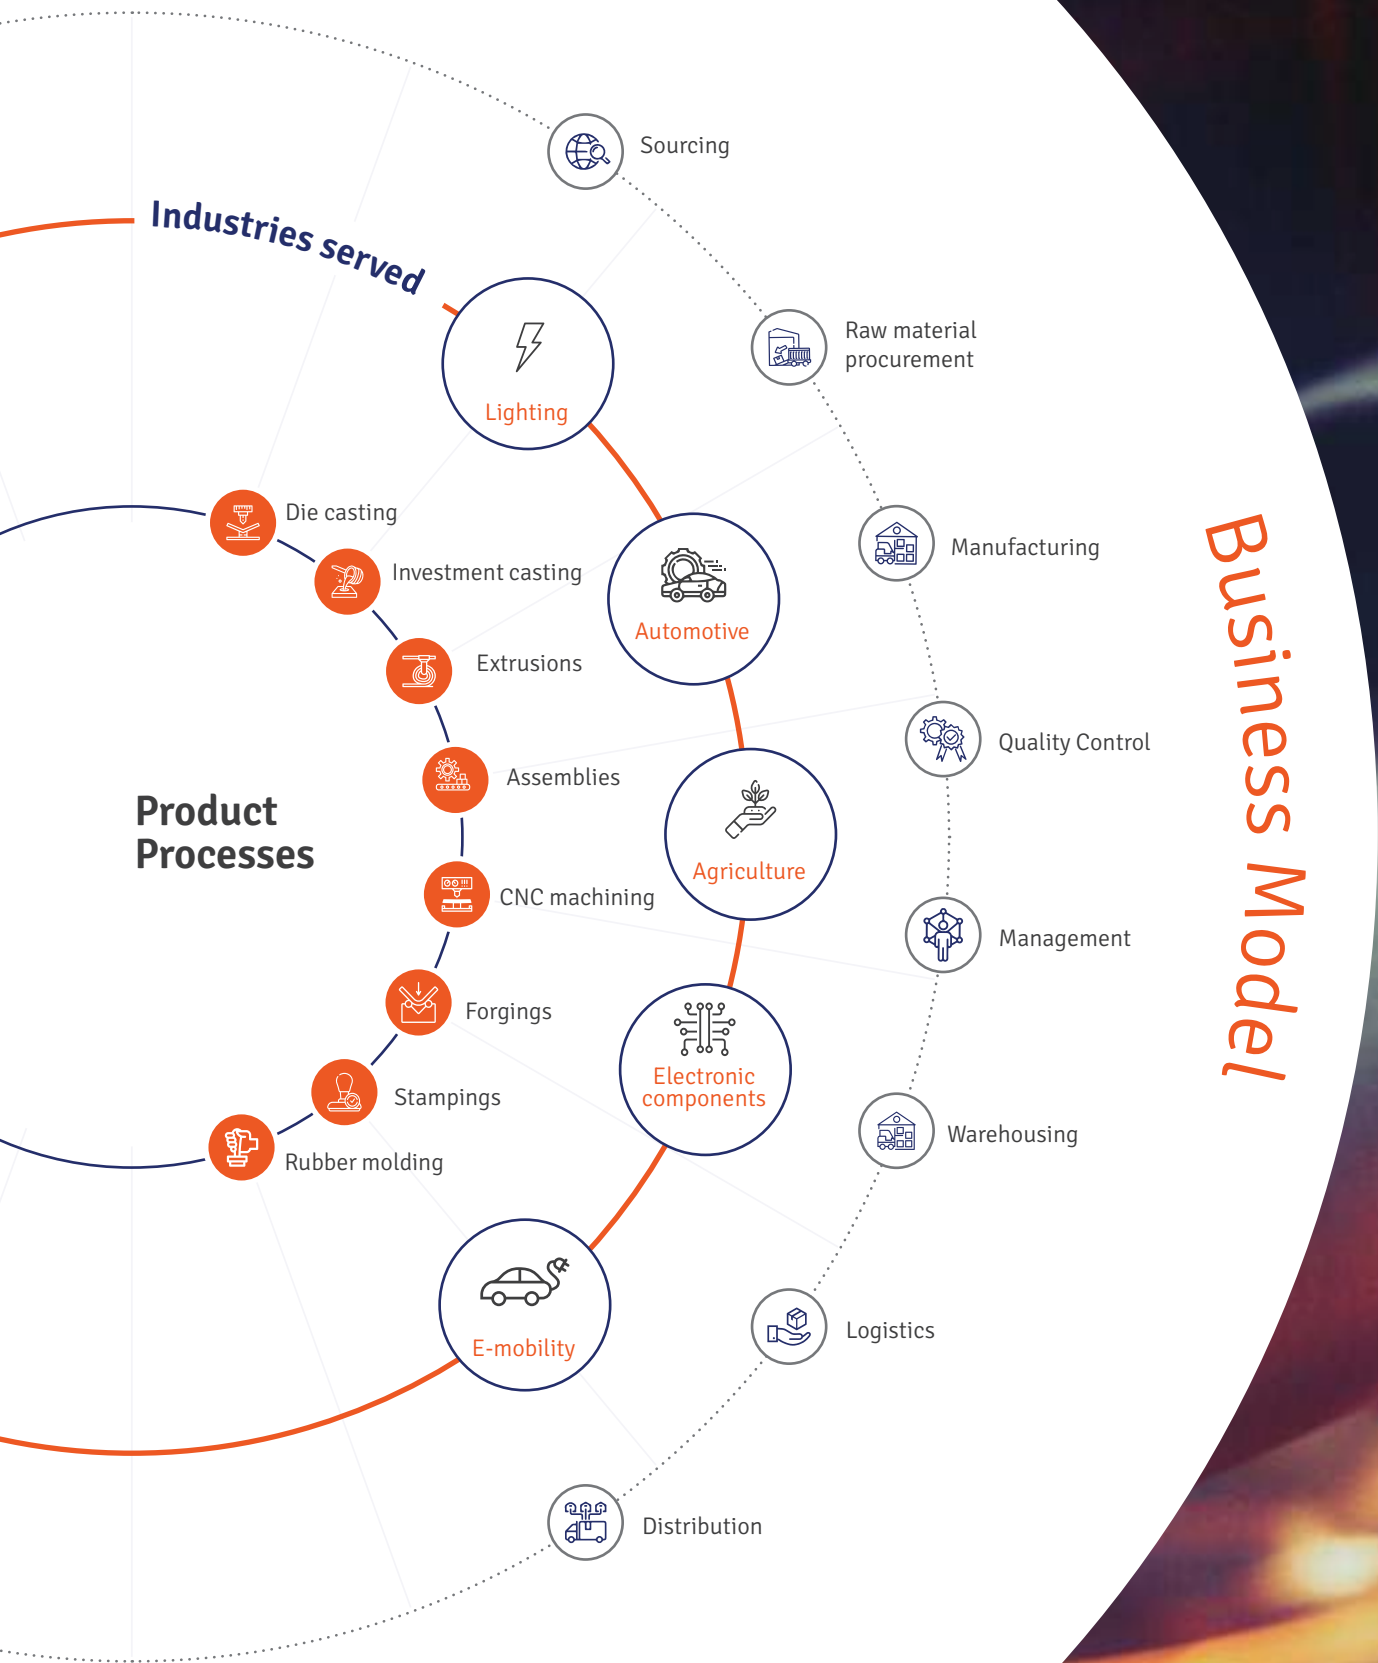 Sourcing
Industries served
Raw material
procurement
Lighting
Die casting
Manufacturing
Investment casting
Automotive
Extrusions
Quality Control
Assemblies
Product
Processes
Agriculture
CNC machining
Management
Forgings
Electronic
components
Stampings
Warehousing
Rubber molding
Logistics
E-mobility
Distribution
Business Model